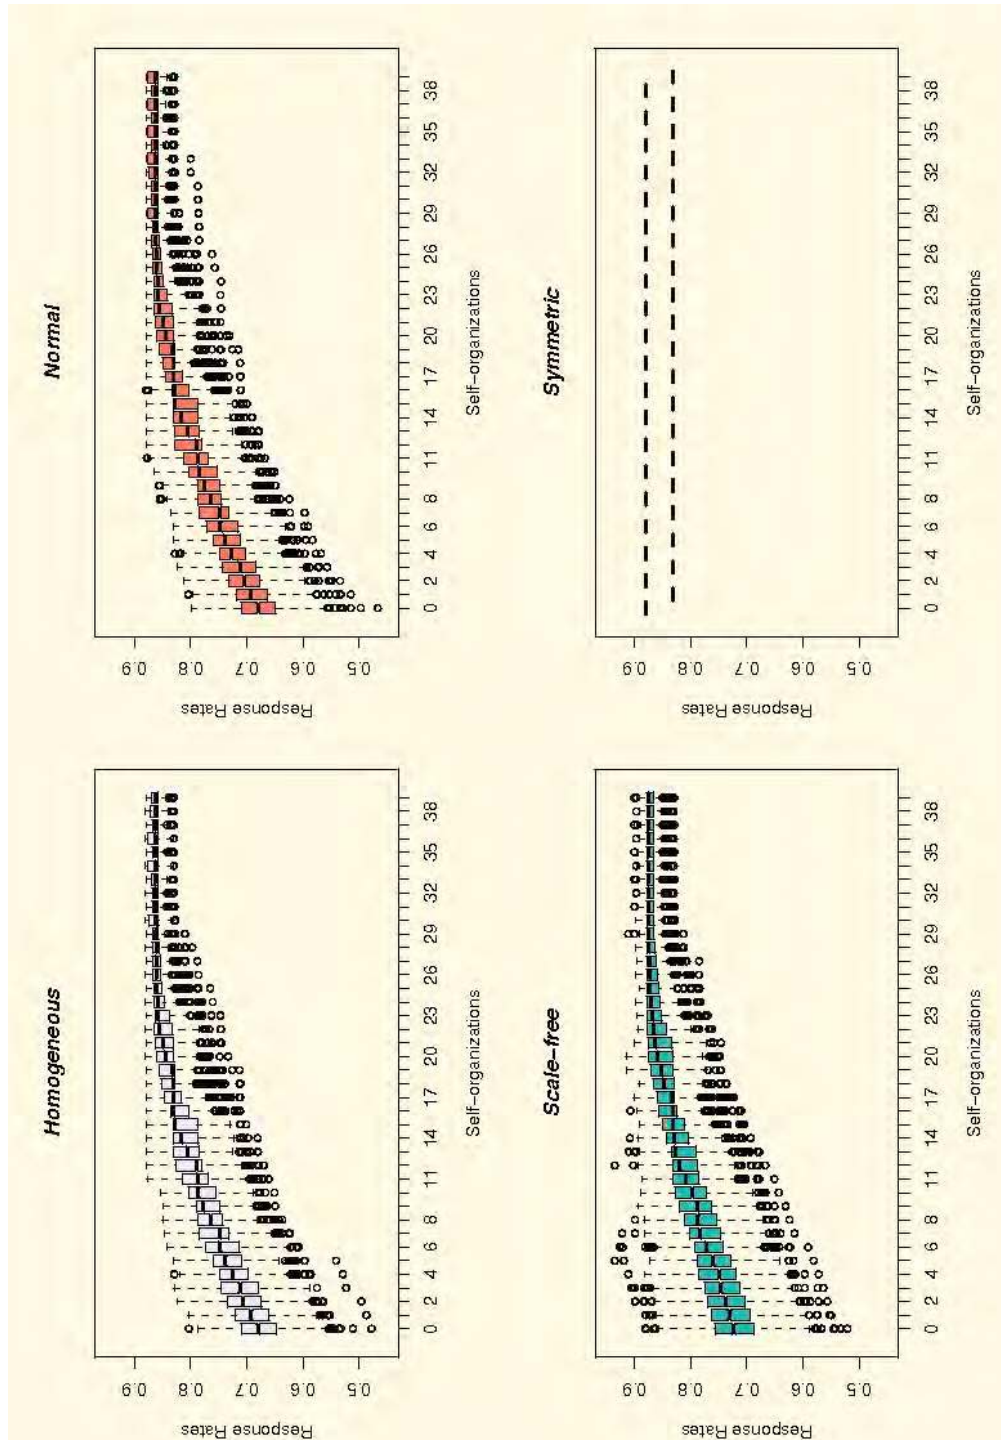 Homogeneous
Response Rates
0.9
0.8
0.7
0.6
0.5
0 2 4 6 8 11 14 17 20 23 26 29 32 35 38
Self-organizations
Normal
Response Rates
0.9
0.8
0.7
0.6
0.5
0 2 4 6 8 11 14 17 20 23 26 29 32 35 38
Self-organizations
Scale-free
Response Rates
0.9
0.8
0.7
0.6
0.5
0 2 4 6 8 11 14 17 20 23 26 29 32 35 38
Self-organizations
Symmetric
Response Rates
0.9
0.8
0.7
0.6
0.5
0 2 4 6 8 11 14 17 20 23 26 29 32 35 38
Self-organizations